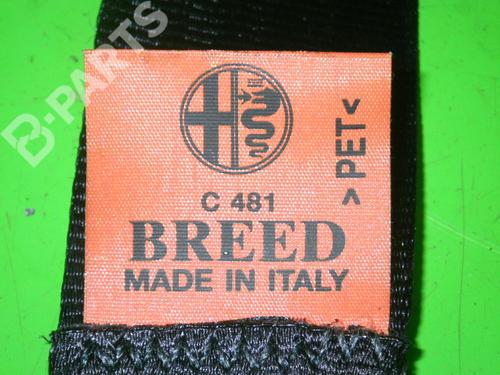 B-PARTS
C 481
BREED
MADE IN ITALY
>PET<